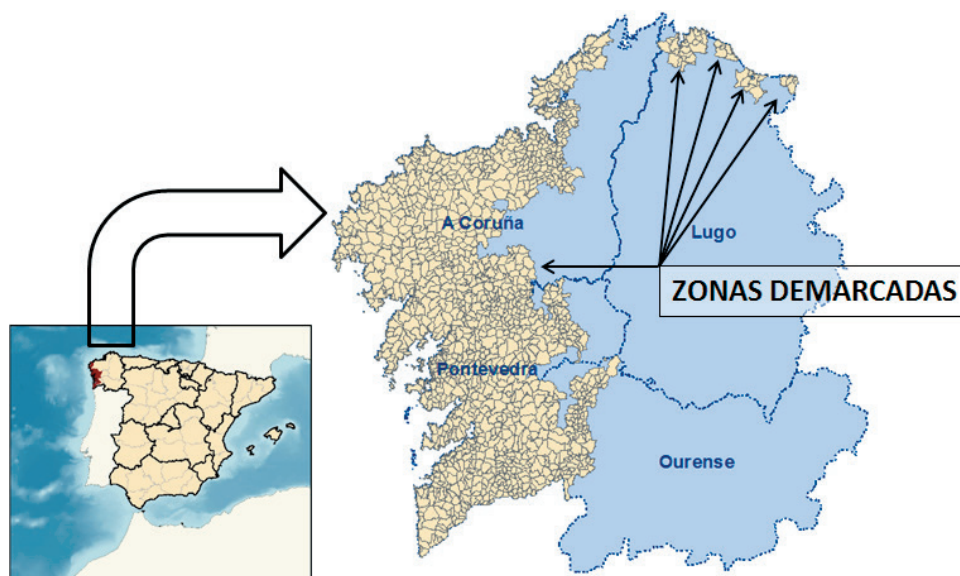 A Coruña
Lugo
ZONAS DEMARCADAS
Pontevedra
Ourense